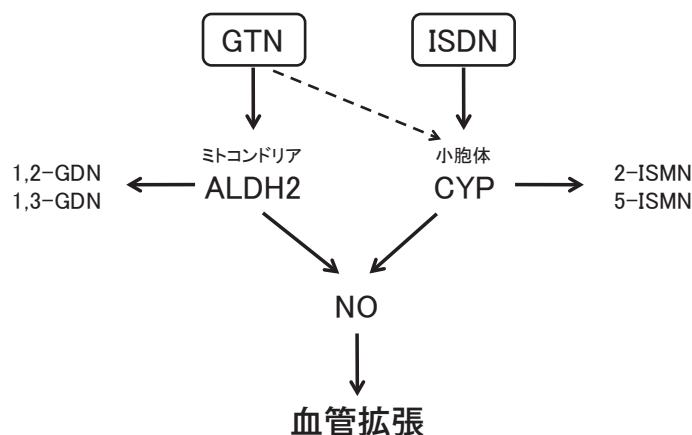 GTN
ISDN
ミトコンドリア
ALDH2
小胞体
CYP
1,2-GDN
1,3-GDN
2-ISMN
5-ISMN
NO
血管拡張